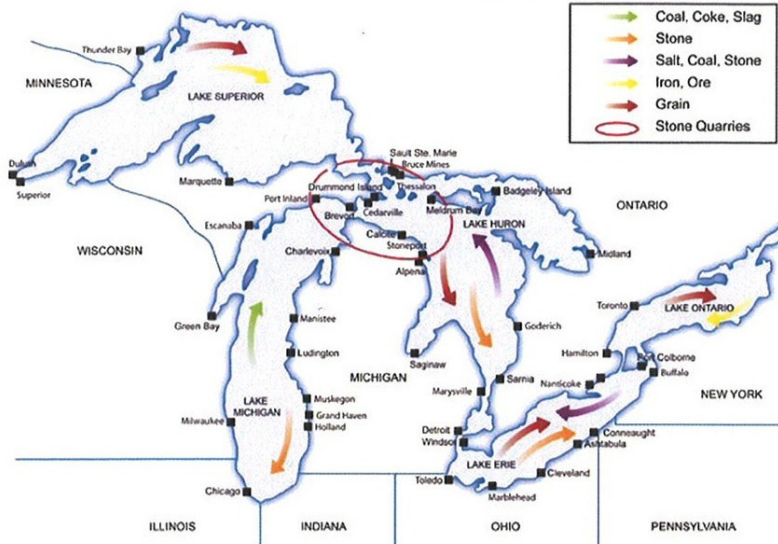 Coal, Coke, Slag
Stone
Salt, Coal, Stone
Iron, Ore
Grain
Stone Quarries
Thunder Bay
MINNESOTA
LAKE SUPERIOR
Duluth
Superior
Marquette
Sault Ste. Marie
Bruce Mines
Thessalon
Drummond Island
Port Inland
Brevort
Cedarville
Meldrum Bay
Badgeley Island
ONTARIO
LAKE HURON
Escanaba
Calcite
Stoneport
WISCONSIN
Charlevoix
Alpena
Midland
Toronto
LAKE ONTARIO
Green Bay
Manistee
Goderich
Ludington
Saginaw
Hamilton
Port Colborne
Buffalo
MICHIGAN
Sarnia
Nanticoke
Marysville
NEW YORK
LAKE MICHIGAN
Muskegon
Grand Haven
Holland
Milwaukee
Detroit
Windsor
Conneaught
Ashtabula
LAKE ERIE
Cleveland
Toledo
Marblehead
Chicago
ILLINOIS
INDIANA
OHIO
PENNSYLVANIA